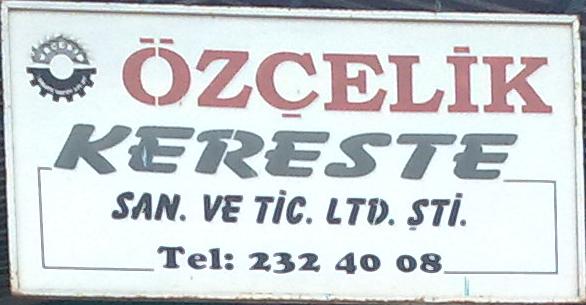 ÖZÇELİK
KERESTE
SAN. VE TİC. LTD. ŞTİ.
Tel: 232 40 08